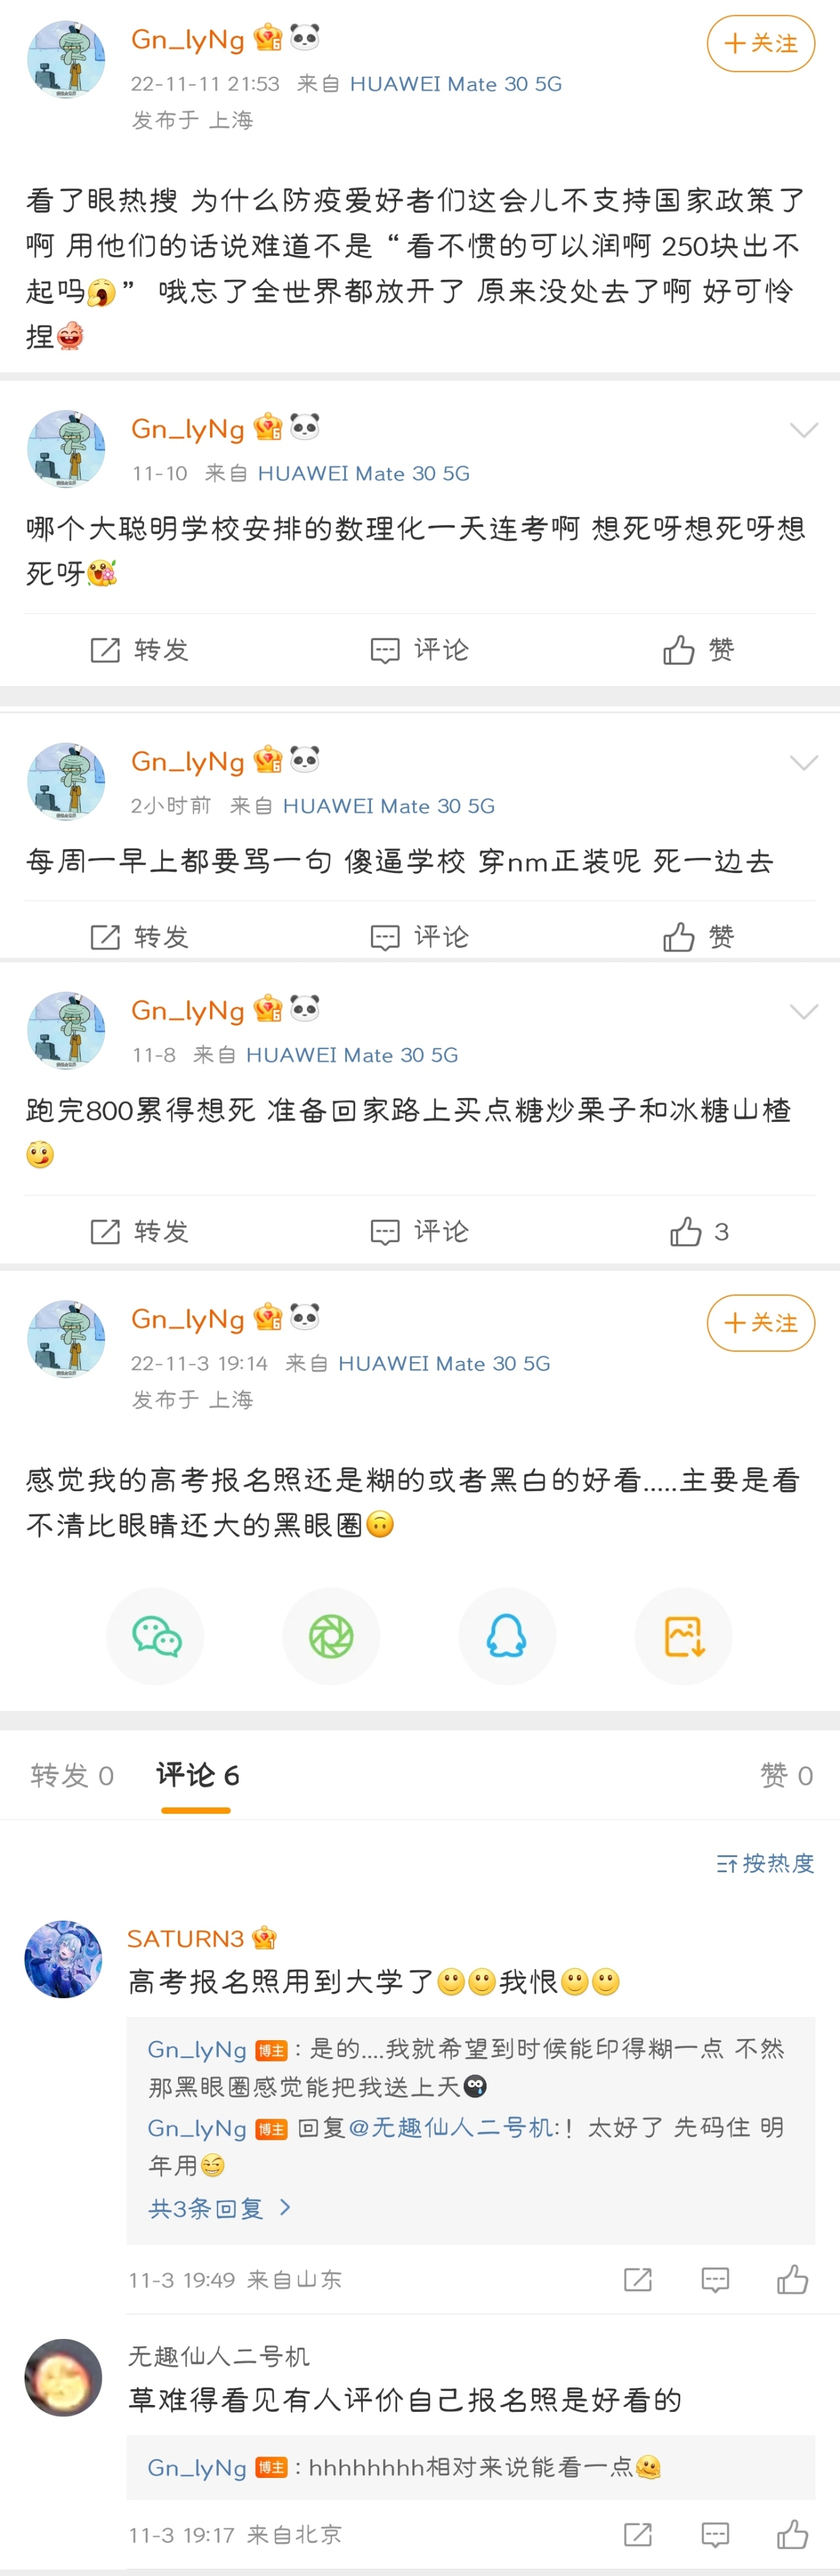 Gn_lyNg
＋关注
22-11-11 21:53 来自 HUAWEI Mate 30 5G
发布于 上海
看了眼热搜 为什么防疫爱好者们这会儿不支持国家政策了
啊 用他们的话说难道不是“看不惯的可以润啊 250块出不
起吗🥱” 哦忘了全世界都放开了 原来没处去了啊 好可怜
捏
Gn_lyNg
11-10 来自 HUAWEI Mate 30 5G
哪个大聪明学校安排的数理化一天连考啊 想死呀想死呀想
死呀
转发 评论 赞
Gn_lyNg
2小时前 来自 HUAWEI Mate 30 5G
每周一早上都要骂一句 傻逼学校 穿nm正装呢 死一边去
转发 评论 赞
Gn_lyNg
11-8 来自 HUAWEI Mate 30 5G
跑完800累得想死 准备回家路上买点糖炒栗子和冰糖山楂
😋
转发 评论 3
Gn_lyNg
＋关注
22-11-3 19:14 来自 HUAWEI Mate 30 5G
发布于 上海
感觉我的高考报名照还是糊的或者黑白的好看.....主要是看
不清比眼睛还大的黑眼圈🙃
转发 0 评论 6 赞 0
按热度
SATURN3
高考报名照用到大学了🙂🙂我恨🙂🙂
Gn_lyNg 博主：是的....我就希望到时候能印得糊一点 不然
那黑眼圈感觉能把我送上天
Gn_lyNg 博主 回复@无趣仙人二号机:！太好了 先码住 明
年用
共3条回复 >
11-3 19:49 来自山东
无趣仙人二号机
草难得看见有人评价自己报名照是好看的
Gn_lyNg 博主：hhhhhhhh相对来说能看一点
11-3 19:17 来自北京